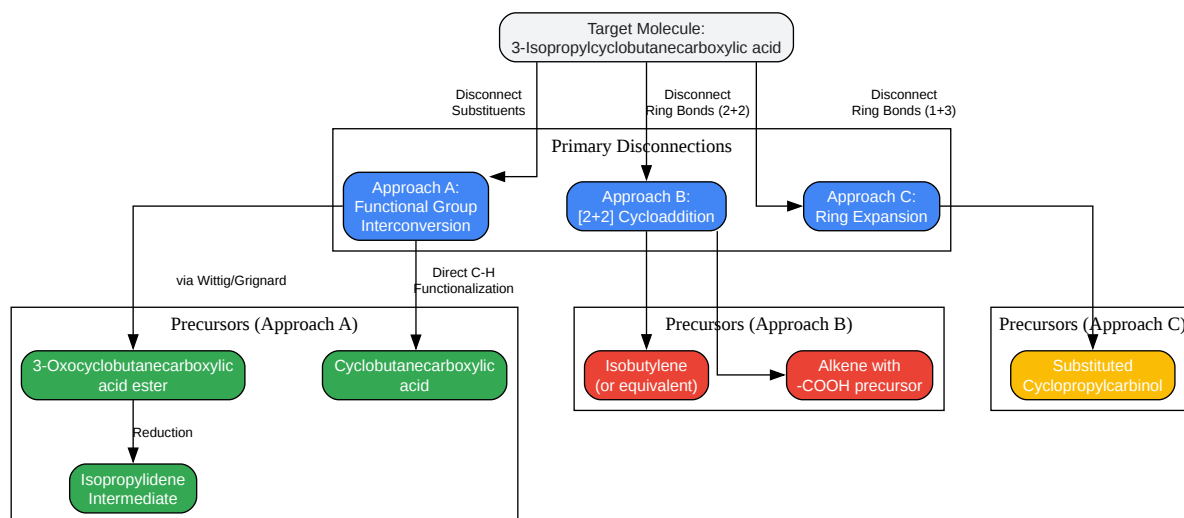 Target Molecule:
3-Isopropylcyclobutanecarboxylic acid
Disconnect
Substituents
Disconnect
Ring Bonds (2+2)
Disconnect
Ring Bonds (1+3)
Primary Disconnections
Approach A:
Functional Group
Interconversion
Approach B:
[2+2] Cycloaddition
Approach C:
Ring Expansion
via Wittig/Grignard
Direct C-H
Functionalization
Precursors (Approach A)
3-Oxocyclobutanecarboxylic
acid ester
Cyclobutanecarboxylic
acid
Reduction
Isopropylidene
Intermediate
Precursors (Approach B)
Isobutylene
(or equivalent)
Alkene with
-COOH precursor
Precursors (Approach C)
Substituted
Cyclopropylcarbinol